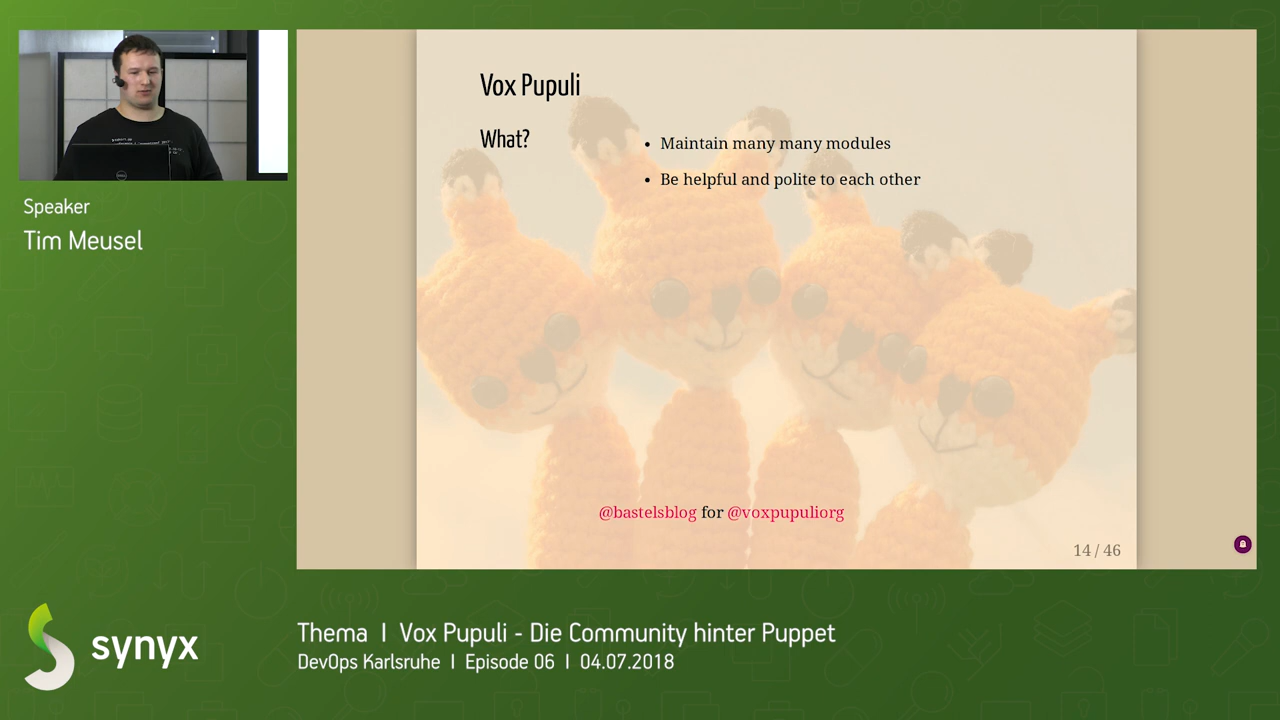 Vox Pupuli
What?
• Maintain many many modules
• Be helpful and polite to each other
@bastelsblog for @voxpupuliorg
14 / 46
Speaker
Tim Meusel
synyx
Thema I Vox Pupuli - Die Community hinter Puppet
DevOps Karlsruhe I Episode 06 I 04.07.2018